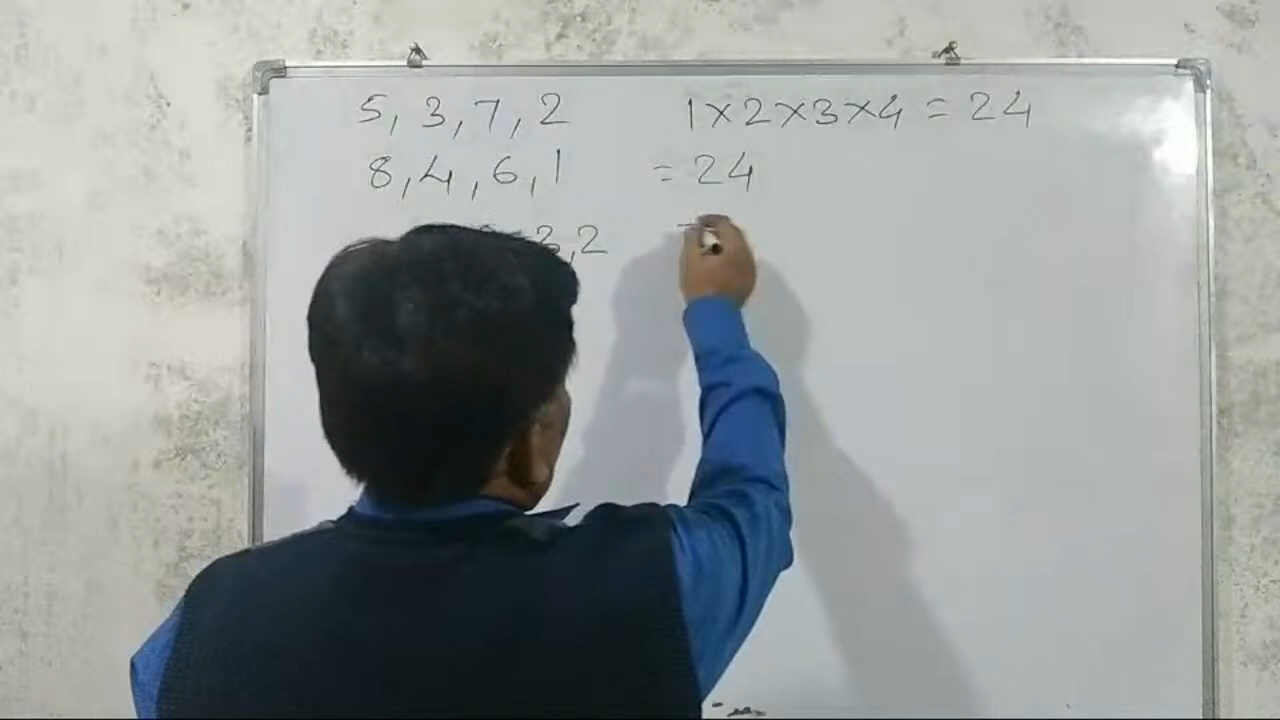 5, 3, 7, 2 1×2×3×4 = 24
8, 4, 6, 1 = 24
3, 2